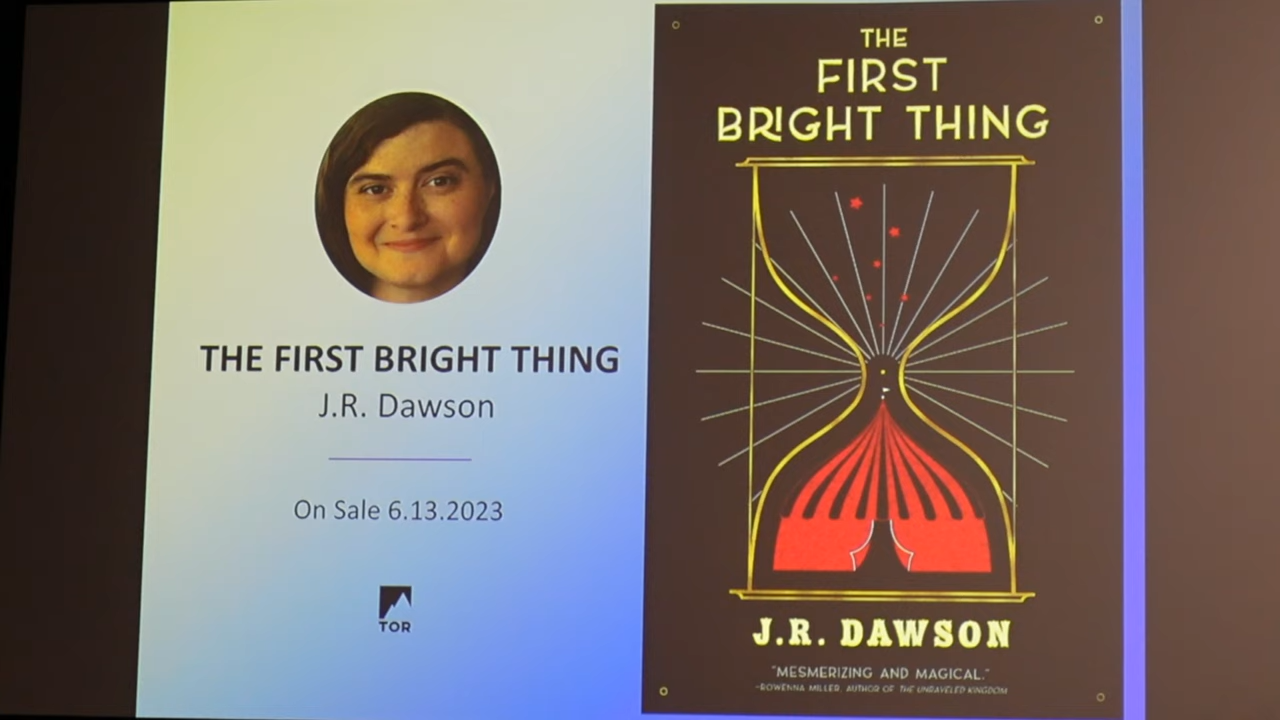 THE FIRST BRIGHT THING
J.R. Dawson
On Sale 6.13.2023
TOR
THE
FIRST
BRIGHT THING
J.R. DAWSON
"MESMERIZING AND MAGICAL."
–ROWENNA MILLER, AUTHOR OF THE UNRAVELED KINGDOM